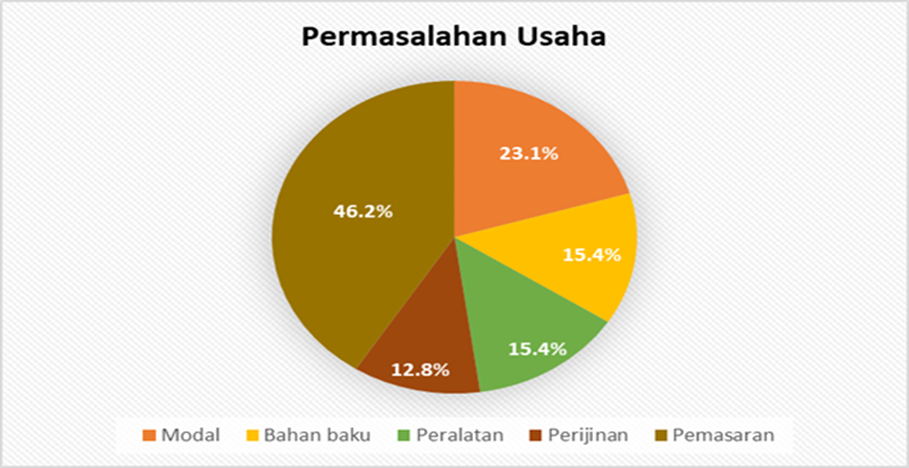 Permasalahan Usaha
23.1%
46.2%
15.4%
15.4%
12.8%
Modal Bahan baku Peralatan Perijinan Pemasaran